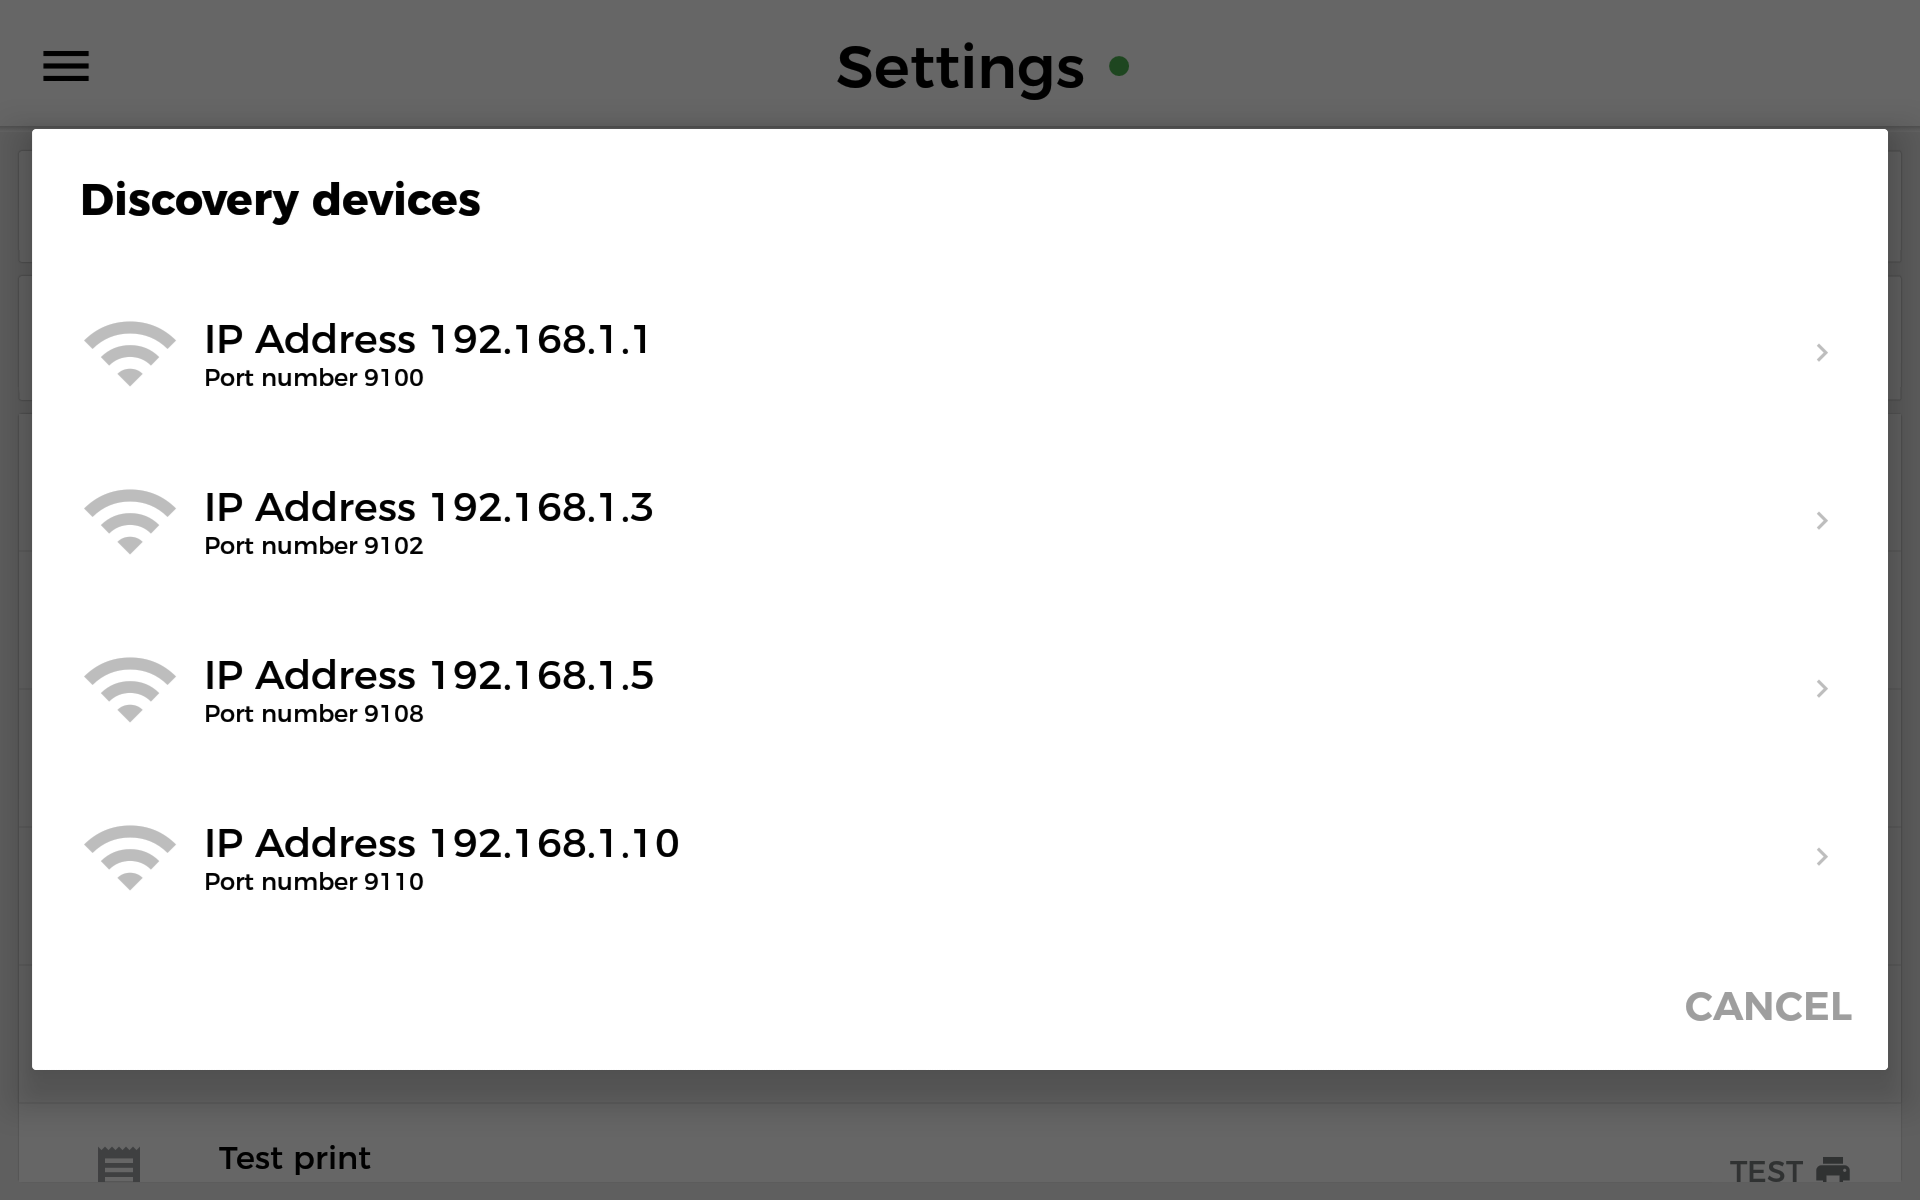 Settings
Discovery devices
IP Address 192.168.1.1
Port number 9100
IP Address 192.168.1.3
Port number 9102
IP Address 192.168.1.5
Port number 9108
IP Address 192.168.1.10
Port number 9110
CANCEL
Test print
TEST